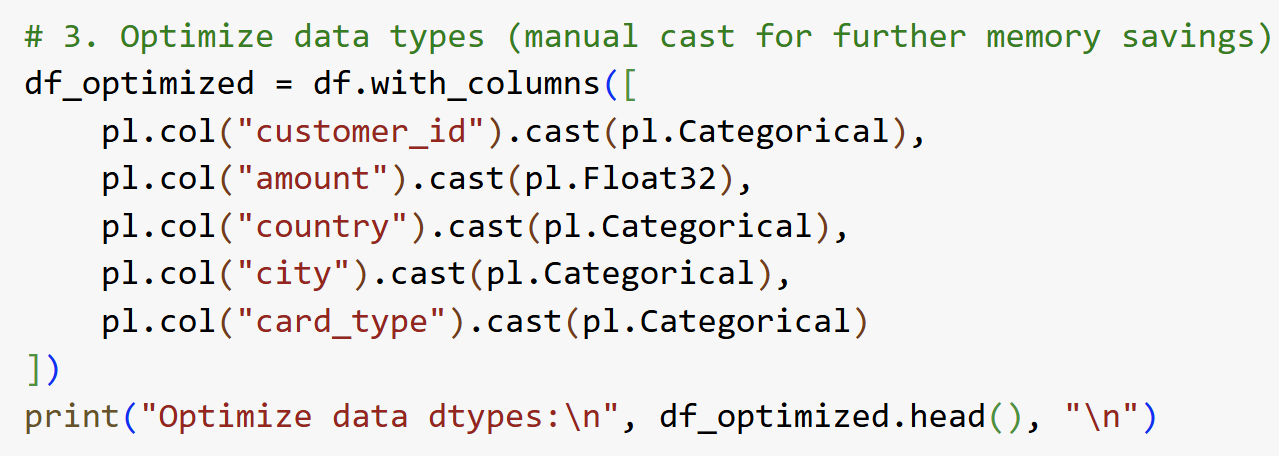 # 3. Optimize data types (manual cast for further memory savings)
df_optimized = df.with_columns([
    pl.col("customer_id").cast(pl.Categorical),
    pl.col("amount").cast(pl.Float32),
    pl.col("country").cast(pl.Categorical),
    pl.col("city").cast(pl.Categorical),
    pl.col("card_type").cast(pl.Categorical)
])
print("Optimize data dtypes:\n", df_optimized.head(), "\n")